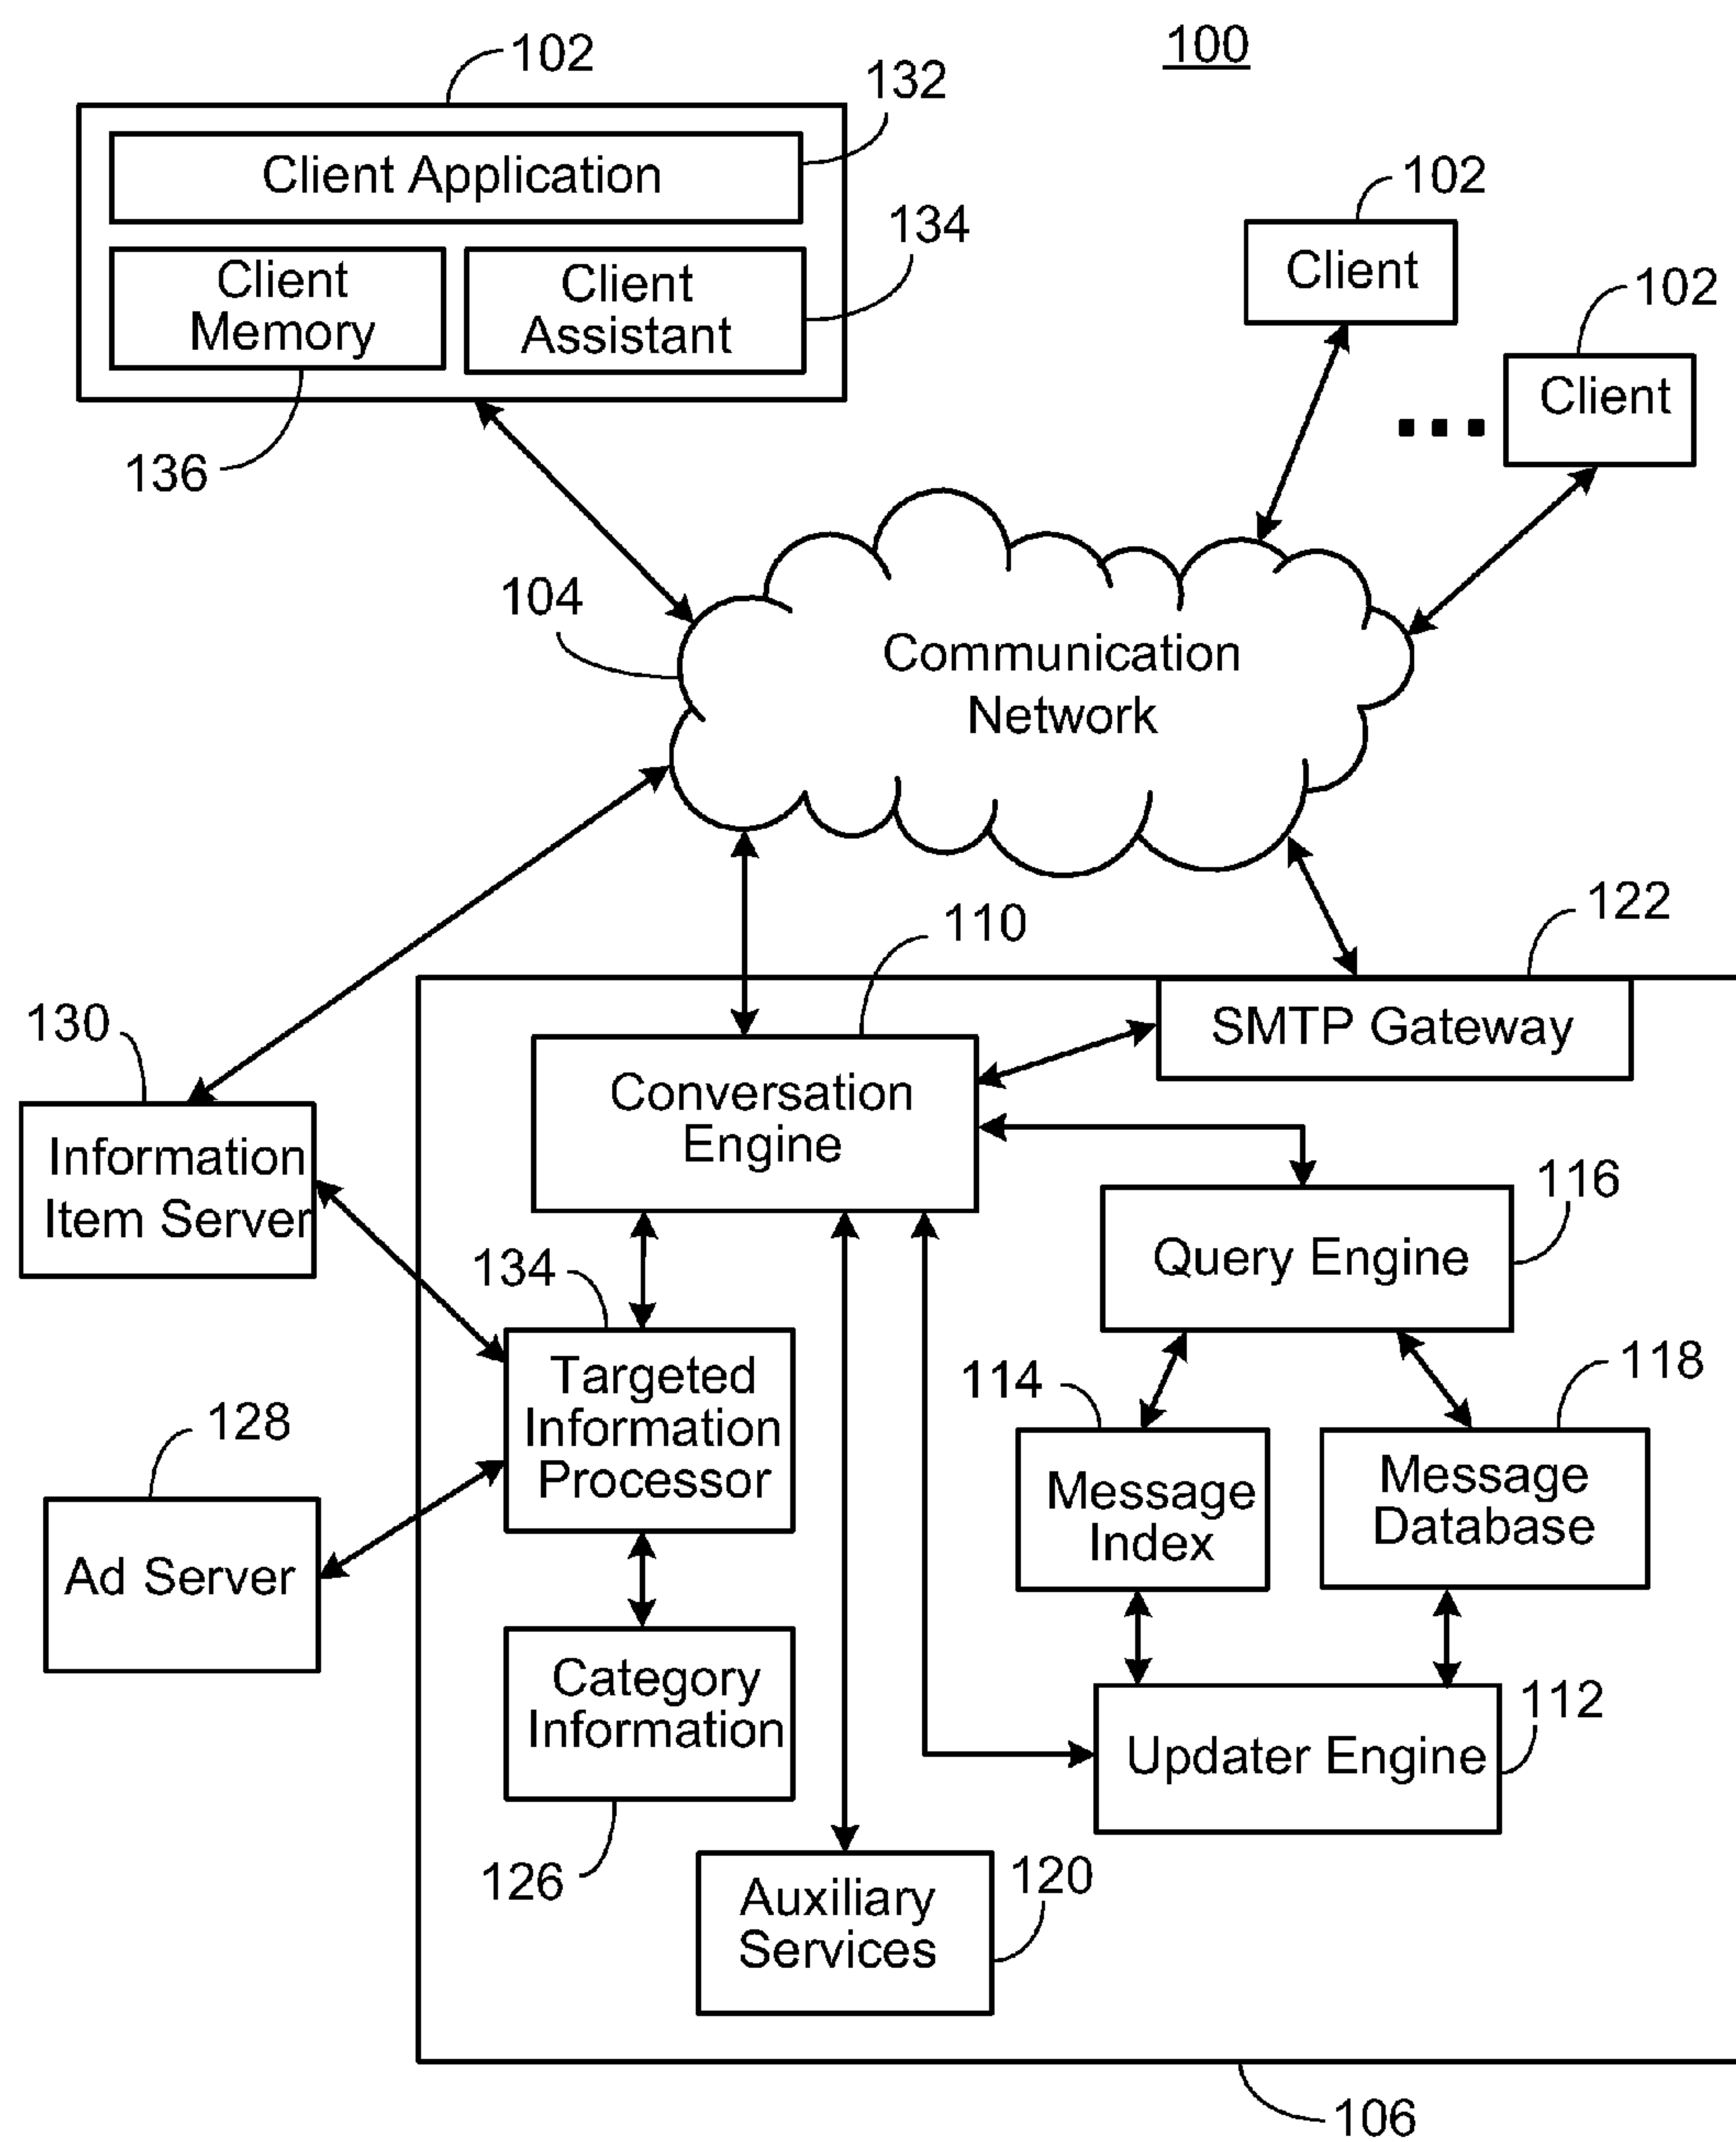 100
102
132
Client Application
134
Client
Memory
Client
Assistant
136
102
Client
102
Client
104
Communication
Network
110
122
SMTP Gateway
130
Information
Item Server
Conversation
Engine
116
Query Engine
134
Targeted
Information
Processor
114
118
Message
Index
Message
Database
128
Ad Server
Category
Information
112
Updater Engine
126
Auxiliary
Services
120
106